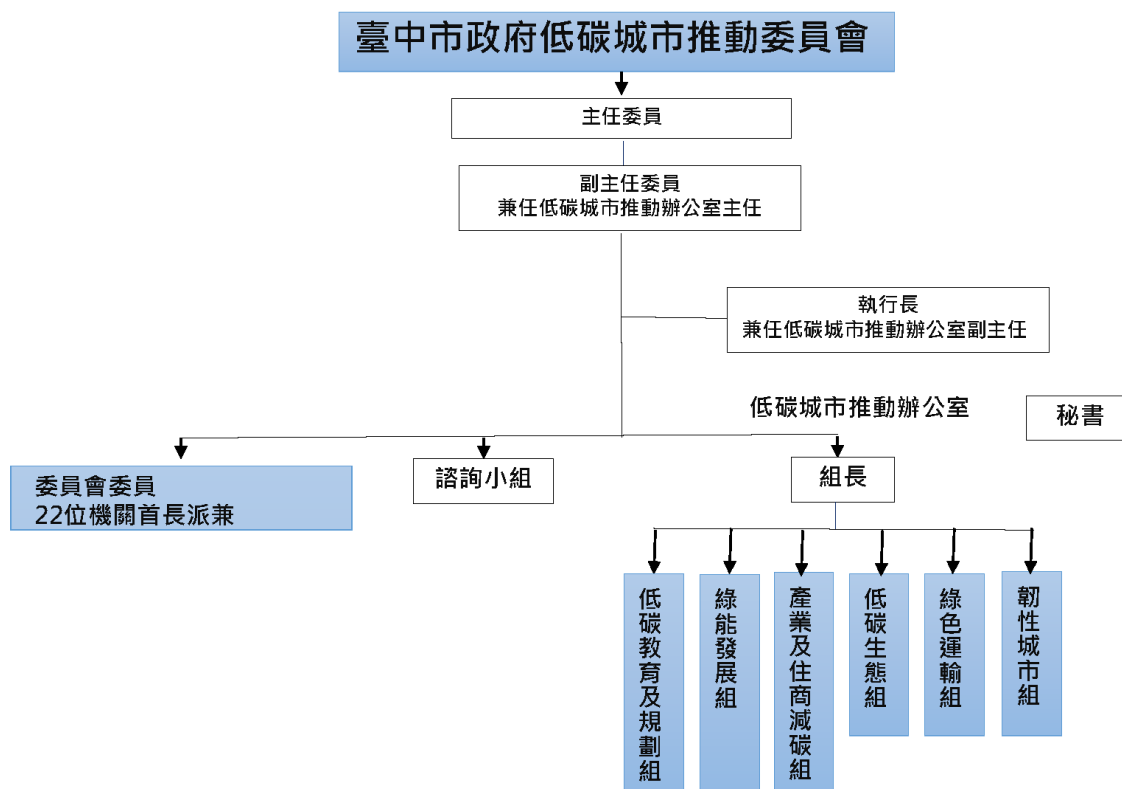 臺中市政府低碳城市推動委員會
主任委員
副主任委員
兼任低碳城市推動辦公室主任
執行長
兼任低碳城市推動辦公室副主任
低碳城市推動辦公室
秘書
委員會委員
22位機關首長派兼
諮詢小組
組長
低碳教育及規劃組
綠能發展組
產業及住商減碳組
低碳生態組
綠色運輸組
韌性城市組